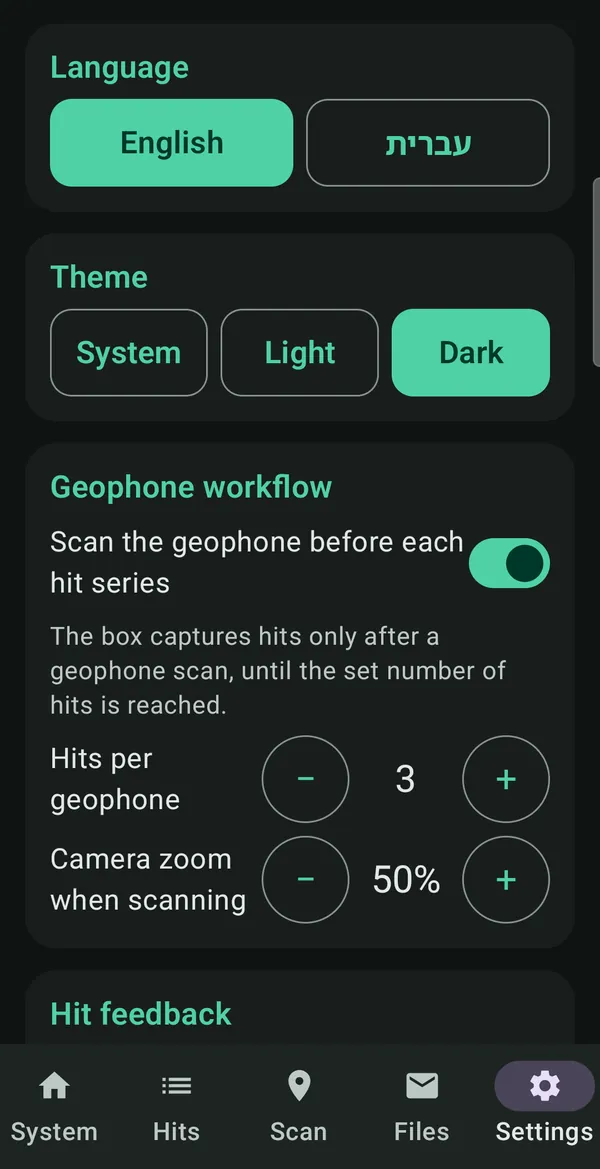 Language
English
עברית
Theme
System
Light
Dark
Geophone workflow
Scan the geophone before each
hit series
The box captures hits only after a
geophone scan, until the set number of
hits is reached.
Hits per
geophone
−
3
+
Camera zoom
when scanning
−
50%
+
Hit feedback
System
Hits
Scan
Files
Settings